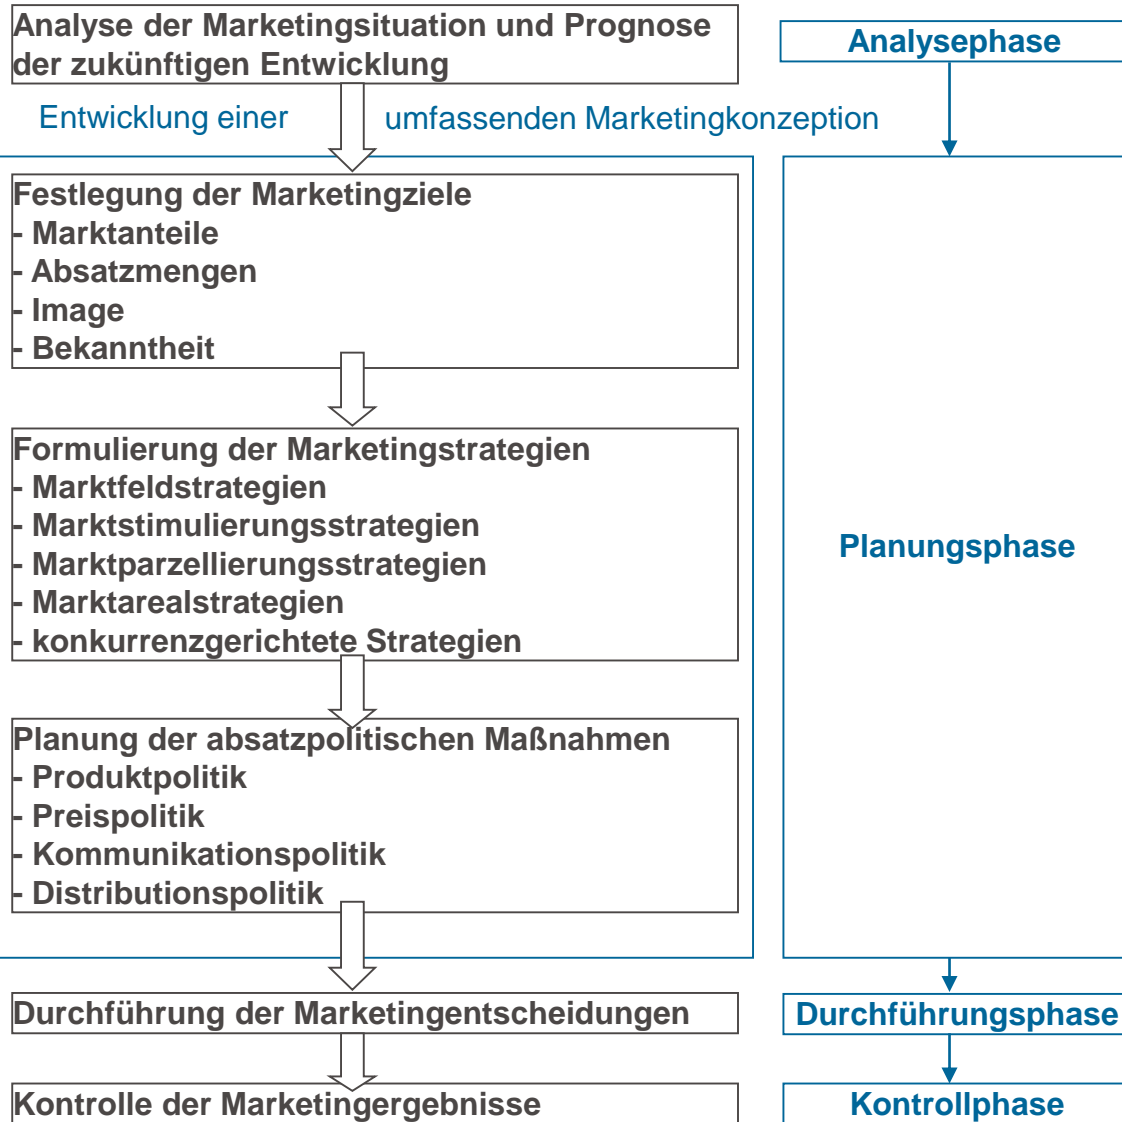 Analyse der Marketingsituation und Prognose
der zukünftigen Entwicklung
Analysephase
Entwicklung einer umfassenden Marketingkonzeption
Festlegung der Marketingziele
- Marktanteile
- Absatzmengen
- Image
- Bekanntheit
Formulierung der Marketingstrategien
- Marktfeldstrategien
- Marktstimulierungsstrategien
- Marktparzellierungsstrategien
- Marktarealstrategien
- konkurrenzgerichtete Strategien
Planungsphase
Planung der absatzpolitischen Maßnahmen
- Produktpolitik
- Preispolitik
- Kommunikationspolitik
- Distributionspolitik
Durchführung der Marketingentscheidungen
Durchführungsphase
Kontrolle der Marketingergebnisse
Kontrollphase